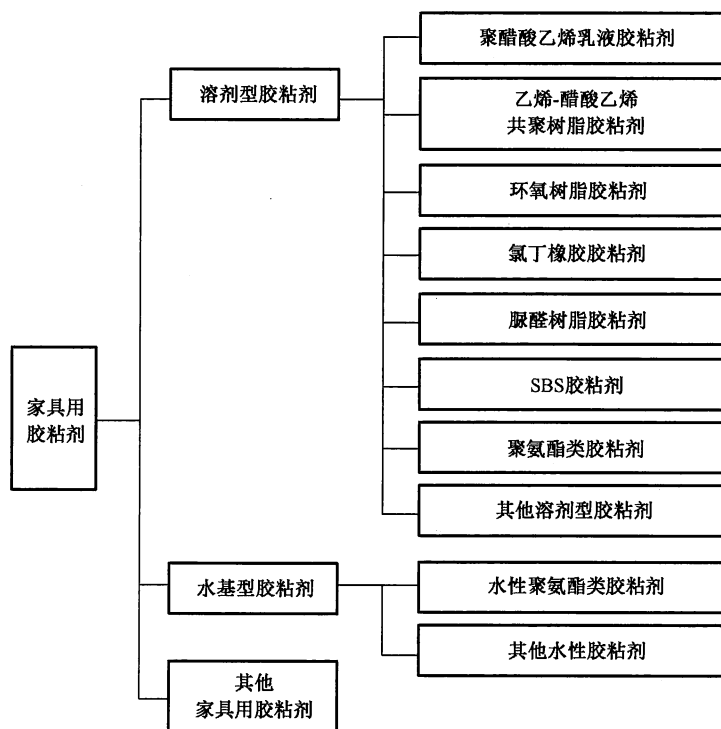 聚醋酸乙烯乳液胶粘剂
溶剂型胶粘剂
乙烯-醋酸乙烯
共聚树脂胶粘剂
环氧树脂胶粘剂
氯丁橡胶胶粘剂
脲醛树脂胶粘剂
SBS胶粘剂
家具用
胶粘剂
聚氨酯类胶粘剂
其他溶剂型胶粘剂
水基型胶粘剂
水性聚氨酯类胶粘剂
其他水性胶粘剂
其他
家具用胶粘剂